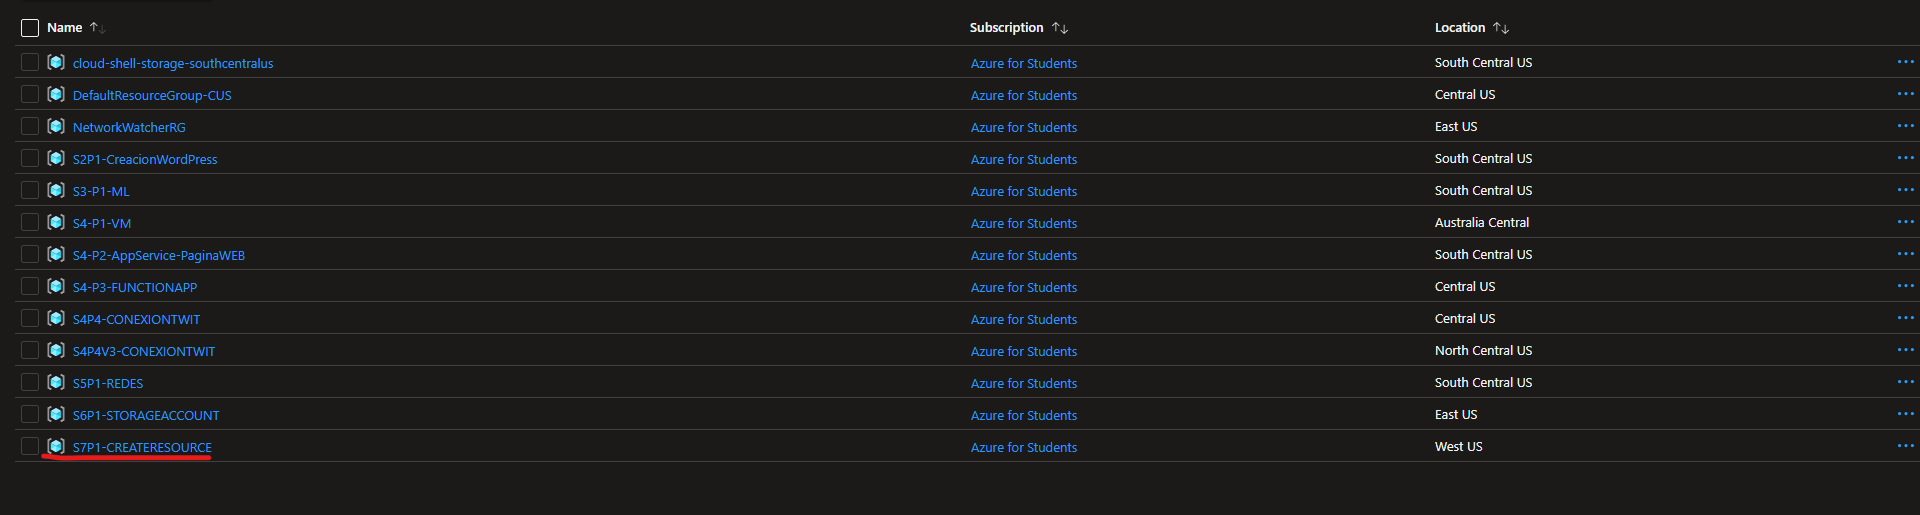 Name Subscription Location
cloud-shell-storage-southcentralus Azure for Students South Central US
DefaultResourceGroup-CUS Azure for Students Central US
NetworkWatcherRG Azure for Students East US
S2P1-CreacionWordPress Azure for Students South Central US
S3-P1-ML Azure for Students South Central US
S4-P1-VM Azure for Students Australia Central
S4-P2-AppService-PaginaWEB Azure for Students South Central US
S4-P3-FUNCTIONAPP Azure for Students Central US
S4P4-CONEXIONTWIT Azure for Students Central US
S4P4V3-CONEXIONTWIT Azure for Students North Central US
S5P1-REDES Azure for Students South Central US
S6P1-STORAGEACCOUNT Azure for Students East US
S7P1-CREATERESOURCE Azure for Students West US